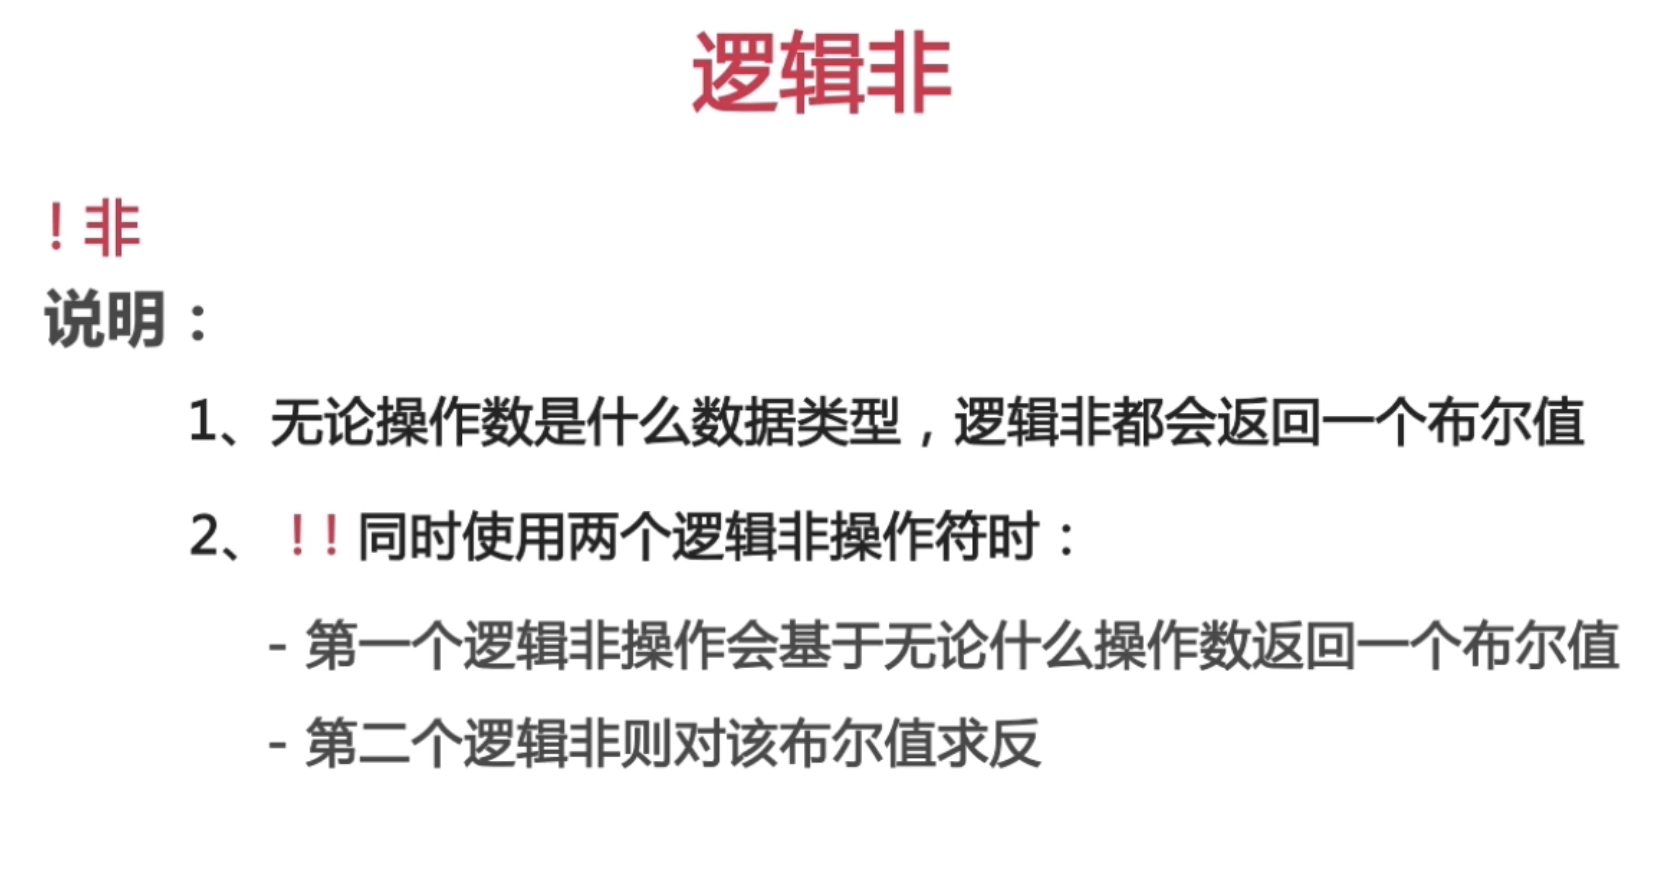 逻辑非
! 非
说明：
1、无论操作数是什么数据类型，逻辑非都会返回一个布尔值
2、 ! ! 同时使用两个逻辑非操作符时：
- 第一个逻辑非操作会基于无论什么操作数返回一个布尔值
- 第二个逻辑非则对该布尔值求反